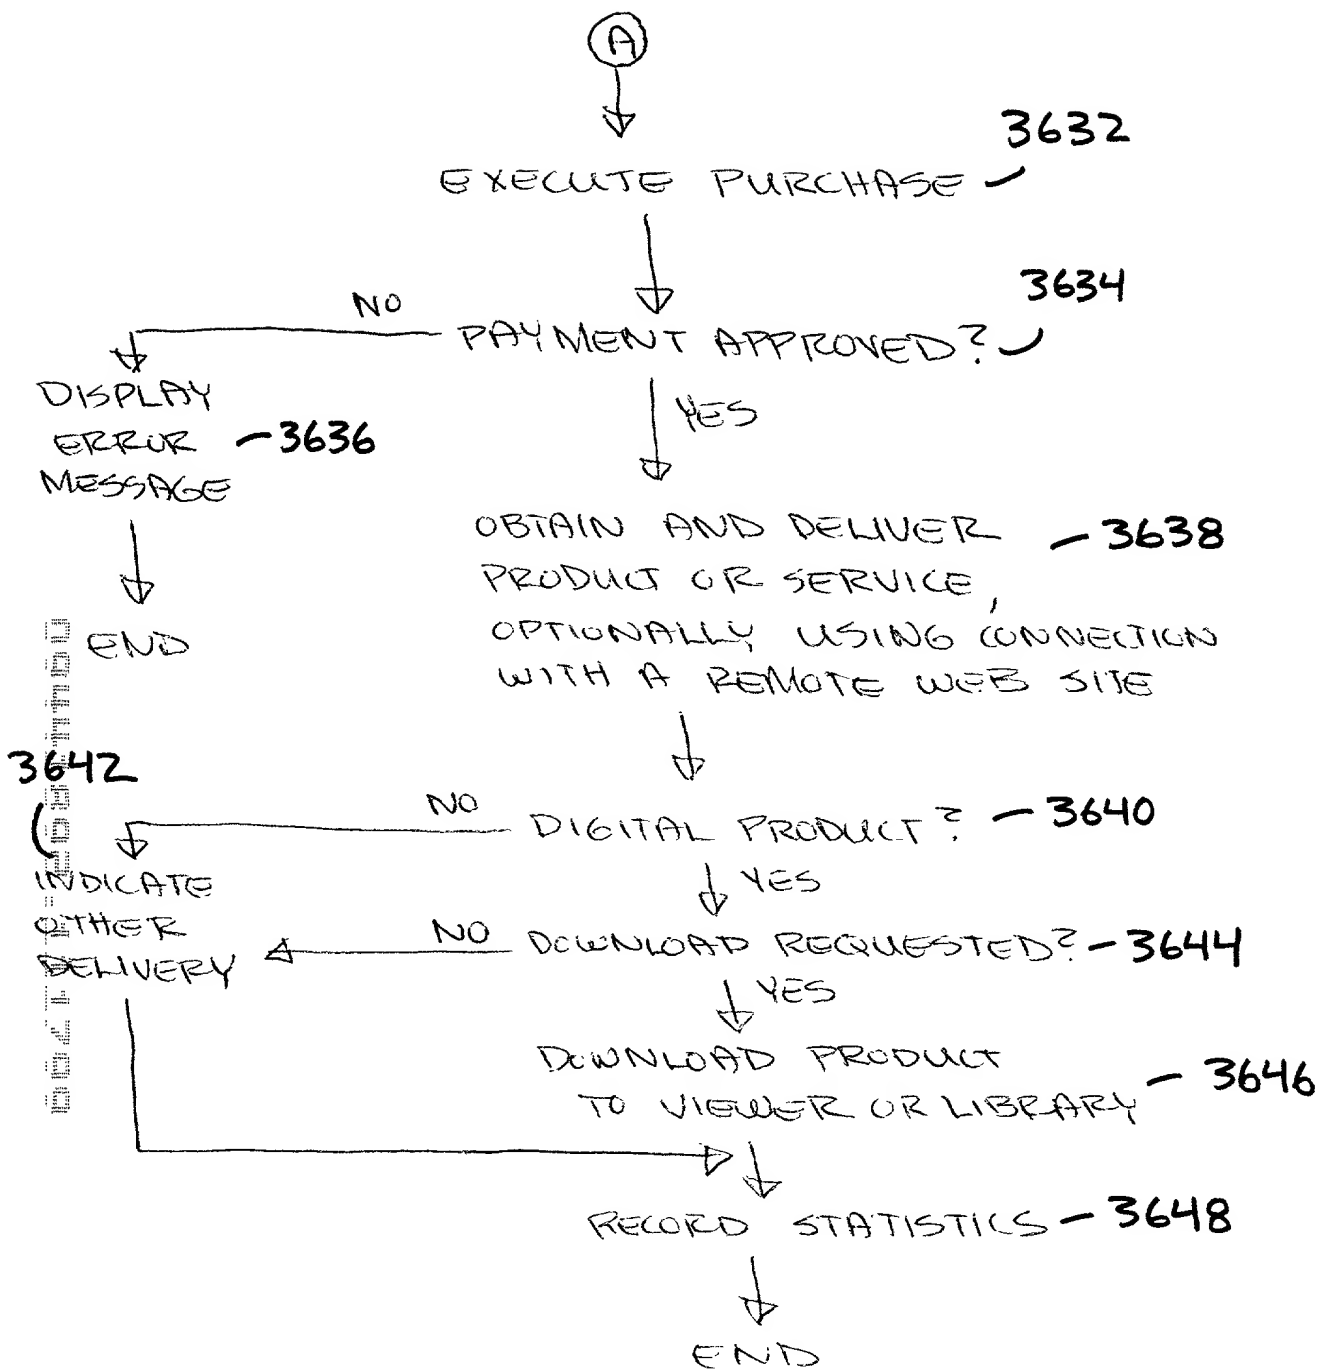 A
3632
EXECUTE PURCHASE
3634
NO
PAYMENT APPROVED?
DISPLAY
ERROR
MESSAGE
3636
YES
END
OBTAIN AND DELIVER
PRODUCT OR SERVICE,
OPTIONALLY USING CONNECTION
WITH A REMOTE WEB SITE
3638
3642
NO
DIGITAL PRODUCT?
3640
INDICATE
OTHER
DELIVERY
YES
NO
DOWNLOAD REQUESTED?
3644
YES
DOWNLOAD PRODUCT
TO VIEWER OR LIBRARY
3646
RECORD STATISTICS
3648
END